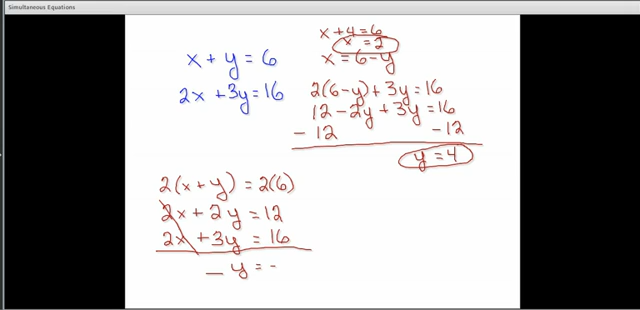 Simultaneous Equations
x + y = 6
2x + 3y = 16
x + 4 = 6
x = 2
x = 6 - y
2(6 - y) + 3y = 16
12 - 2y + 3y = 16
- 12 - 12
y = 4
2(x + y) = 2(6)
2x + 2y = 12
2x + 3y = 16
- y = -